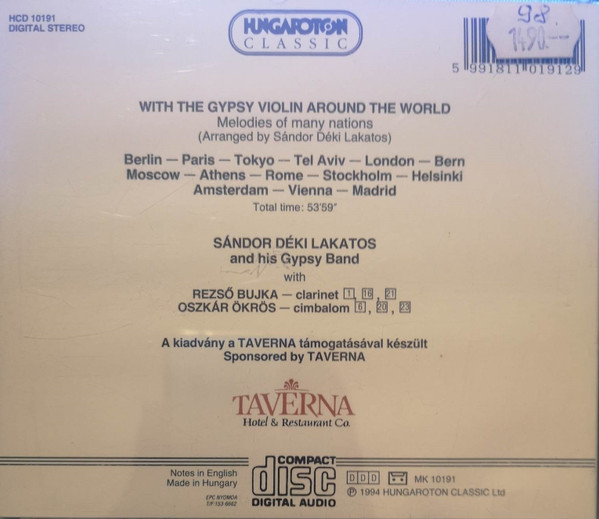 HCD 10191
DIGITAL STEREO
HUNGAROTON
CLASSIC
98
1490.—
5 991811 019129
WITH THE GYPSY VIOLIN AROUND THE WORLD
Melodies of many nations
(Arranged by Sándor Déki Lakatos)
Berlin — Paris — Tokyo — Tel Aviv — London — Bern
Moscow — Athens — Rome — Stockholm — Helsinki
Amsterdam — Vienna — Madrid
Total time: 53'59"
SÁNDOR DÉKI LAKATOS
and his Gypsy Band
with
REZSŐ BUJKA — clarinet 1, 16, 21
OSZKÁR ÖKRÖS — cimbalom 6, 20, 23
A kiadvány a TAVERNA támogatásával készült
Sponsored by TAVERNA
TAVERNA
Hotel & Restaurant Co.
Notes in English
Made in Hungary
COMPACT
disc
DIGITAL AUDIO
DDD MK 10191
℗ 1994 HUNGAROTON CLASSIC Ltd